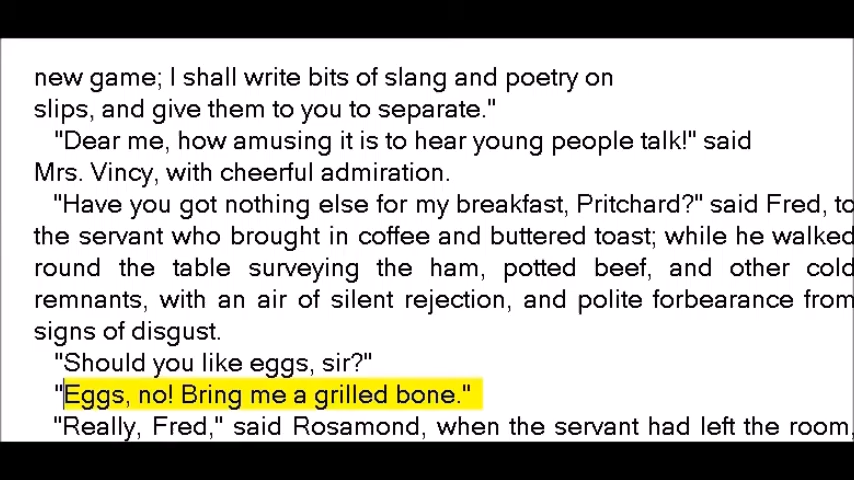 new game; I shall write bits of slang and poetry on
slips, and give them to you to separate."
"Dear me, how amusing it is to hear young people talk!" said
Mrs. Vincy, with cheerful admiration.
"Have you got nothing else for my breakfast, Pritchard?" said Fred, to
the servant who brought in coffee and buttered toast; while he walked
round the table surveying the ham, potted beef, and other cold
remnants, with an air of silent rejection, and polite forbearance from
signs of disgust.
"Should you like eggs, sir?"
"Eggs, no! Bring me a grilled bone."
"Really, Fred," said Rosamond, when the servant had left the room,